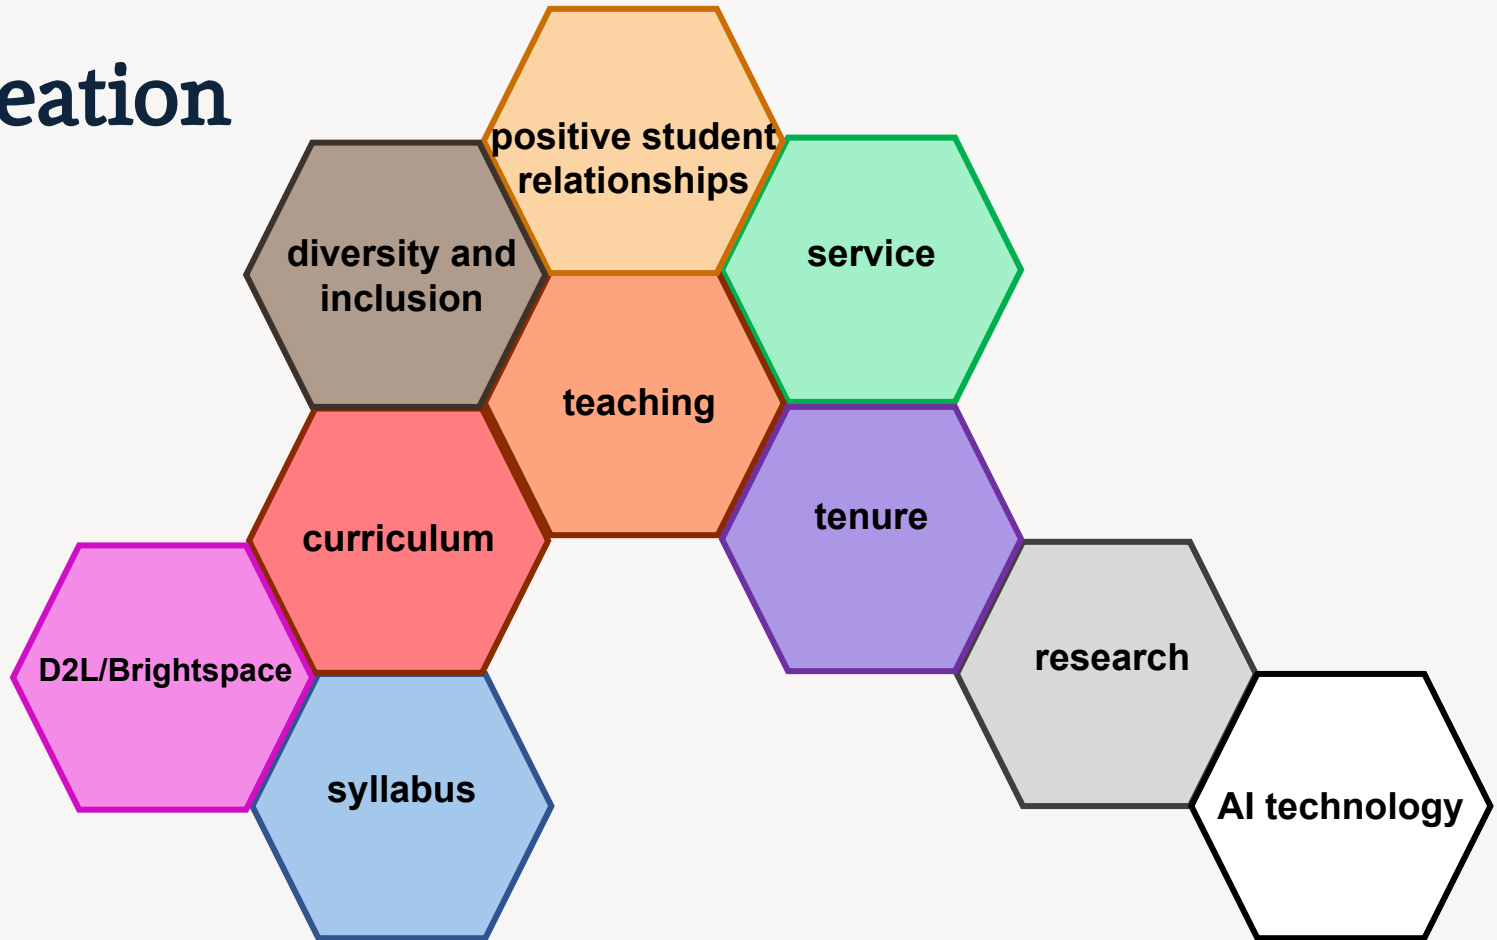 eation
positive student
relationships
diversity and
inclusion
service
teaching
curriculum
tenure
D2L/Brightspace
research
syllabus
AI technology